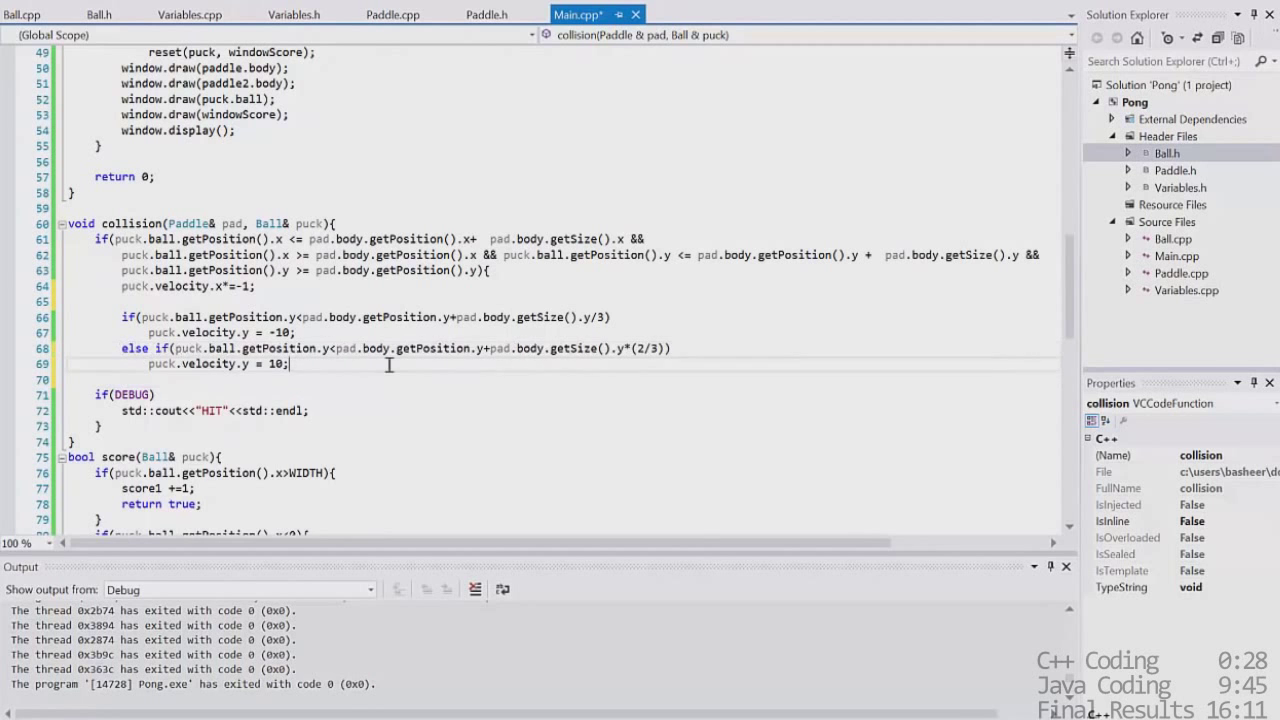 Ball.cpp Ball.h Variables.cpp Variables.h Paddle.cpp Paddle.h Main.cpp*
(Global Scope) collision(Paddle & pad, Ball & puck)
49 reset(puck, windowScore);
50 window.draw(paddle.body);
51 window.draw(paddle2.body);
52 window.draw(puck.ball);
53 window.draw(windowScore);
54 window.display();
55 }
56
57 return 0;
58 }
59
60 void collision(Paddle& pad, Ball& puck){
61 if(puck.ball.getPosition().x <= pad.body.getPosition().x+ pad.body.getSize().x &&
62 puck.ball.getPosition().x >= pad.body.getPosition().x && puck.ball.getPosition().y <= pad.body.getPosition().y + pad.body.getSize().y &&
63 puck.ball.getPosition().y >= pad.body.getPosition().y){
64 puck.velocity.x*=-1;
65
66 if(puck.ball.getPosition.y<pad.body.getPosition.y+pad.body.getSize().y/3)
67 puck.velocity.y = -10;
68 else if(puck.ball.getPosition.y<pad.body.getPosition.y+pad.body.getSize().y*(2/3))
69 puck.velocity.y = 10;
70
71 if(DEBUG)
72 std::cout<<"HIT"<<std::endl;
73 }
74 }
75 bool score(Ball& puck){
76 if(puck.ball.getPosition().x>WIDTH){
77 score1 +=1;
78 return true;
79 }
if(puck.ball.getPosition().x<0){
100 %
Output
Show output from: Debug
The thread 0x2b74 has exited with code 0 (0x0).
The thread 0x3894 has exited with code 0 (0x0).
The thread 0x2874 has exited with code 0 (0x0).
The thread 0x3b9c has exited with code 0 (0x0).
The thread 0x363c has exited with code 0 (0x0).
The program '[14728] Pong.exe' has exited with code 0 (0x0).
Solution Explorer
Search Solution Explorer (Ctrl+;)
Solution 'Pong' (1 project)
Pong
External Dependencies
Header Files
Ball.h
Paddle.h
Variables.h
Resource Files
Source Files
Ball.cpp
Main.cpp
Paddle.cpp
Variables.cpp
Properties
collision VCCodeFunction
C++
(Name) collision
File c:\users\basheer\do
FullName collision
IsInjected False
IsInline False
IsOverloaded False
IsSealed False
IsTemplate False
TypeString void
C++ Coding 0:28
Java Coding 9:45
Final Results 16:11
C++